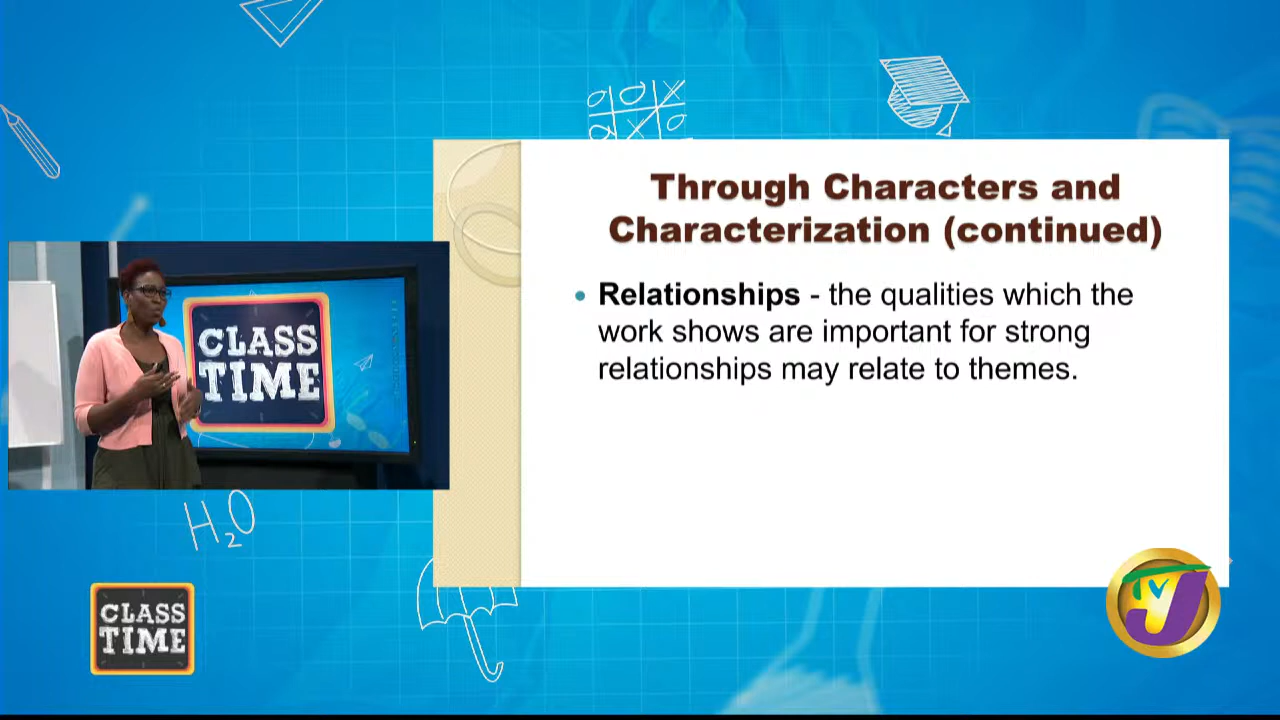 Through Characters and
Characterization (continued)
• Relationships - the qualities which the
work shows are important for strong
relationships may relate to themes.
CLASS
TIME
H₂O
CLASS
TIME
TVJ